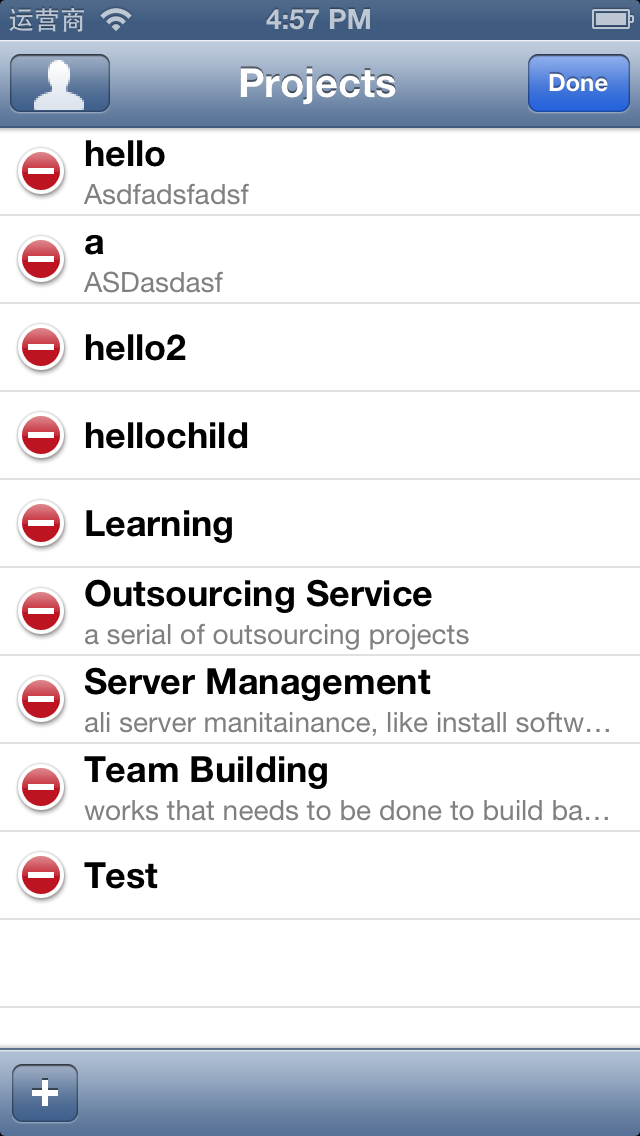 运营商
4:57 PM
Projects
Done
hello
Asdfadsfadsf
a
ASDasdasf
hello2
hellochild
Learning
Outsourcing Service
a serial of outsourcing projects
Server Management
ali server manitainance, like install softw…
Team Building
works that needs to be done to build ba…
Test